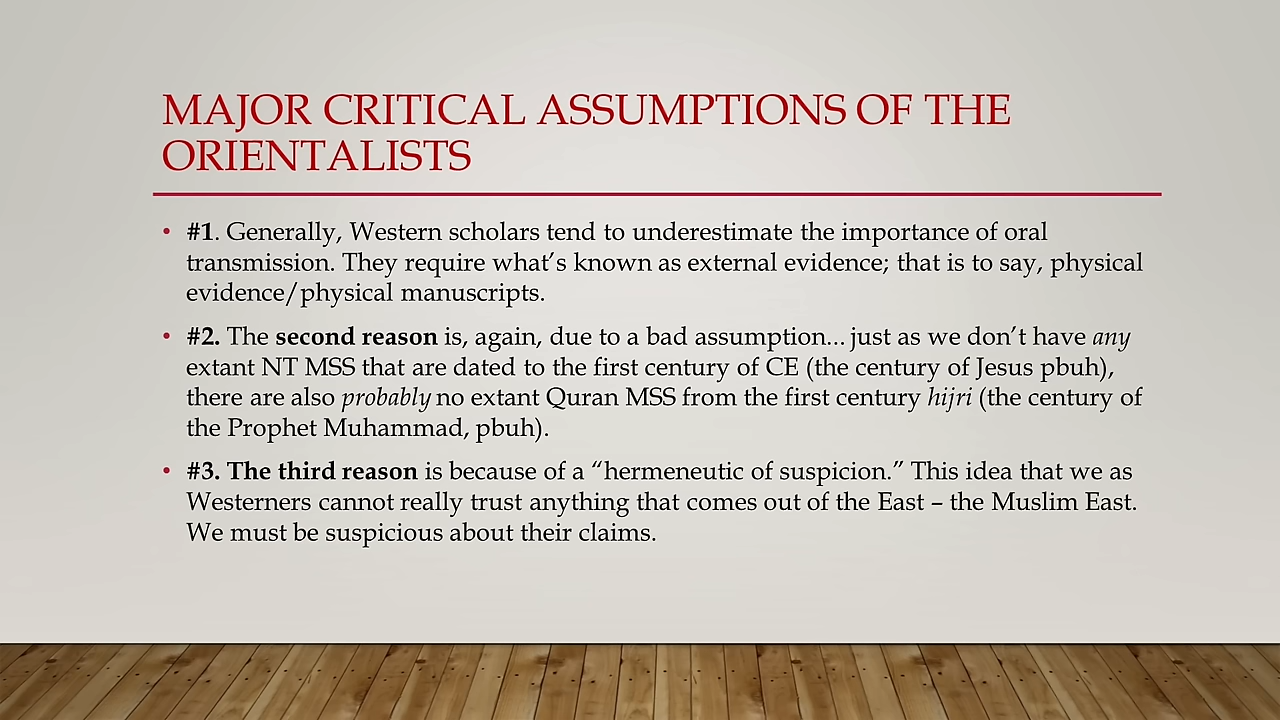 MAJOR CRITICAL ASSUMPTIONS OF THE
ORIENTALISTS
• #1. Generally, Western scholars tend to underestimate the importance of oral
transmission. They require what’s known as external evidence; that is to say, physical
evidence/physical manuscripts.
• #2. The second reason is, again, due to a bad assumption... just as we don’t have any
extant NT MSS that are dated to the first century of CE (the century of Jesus pbuh),
there are also probably no extant Quran MSS from the first century hijri (the century of
the Prophet Muhammad, pbuh).
• #3. The third reason is because of a “hermeneutic of suspicion.” This idea that we as
Westerners cannot really trust anything that comes out of the East – the Muslim East.
We must be suspicious about their claims.